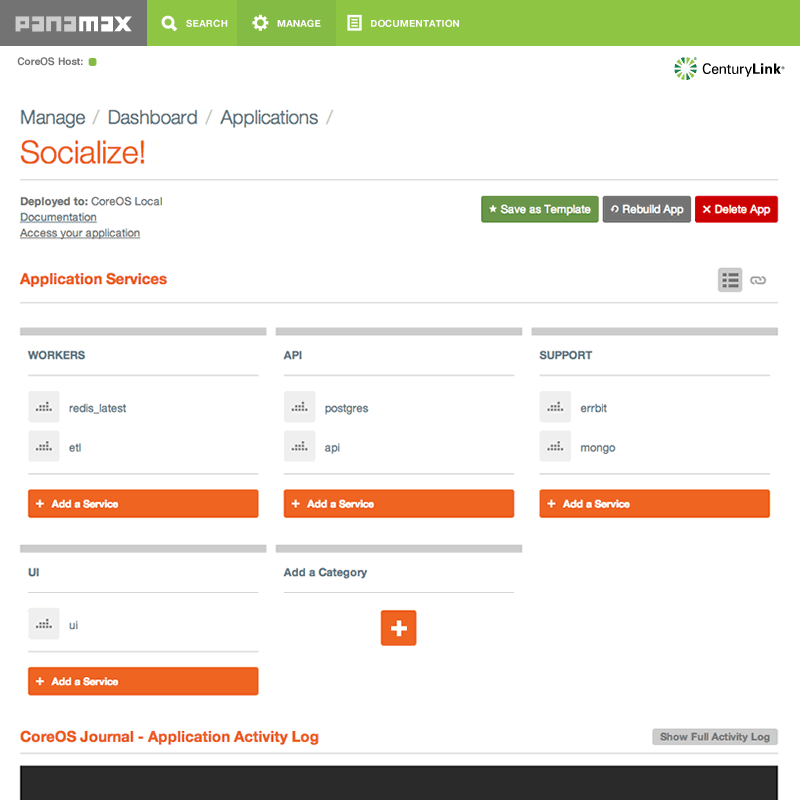 panamax SEARCH MANAGE DOCUMENTATION
CoreOS Host:
CenturyLink®
Manage / Dashboard / Applications /
Socialize!
Deployed to: CoreOS Local
Documentation
Access your application
★ Save as Template Rebuild App × Delete App
Application Services
WORKERS
redis_latest
etl
+ Add a Service
API
postgres
api
+ Add a Service
SUPPORT
errbit
mongo
+ Add a Service
UI
ui
+ Add a Service
Add a Category
+
CoreOS Journal - Application Activity Log
Show Full Activity Log